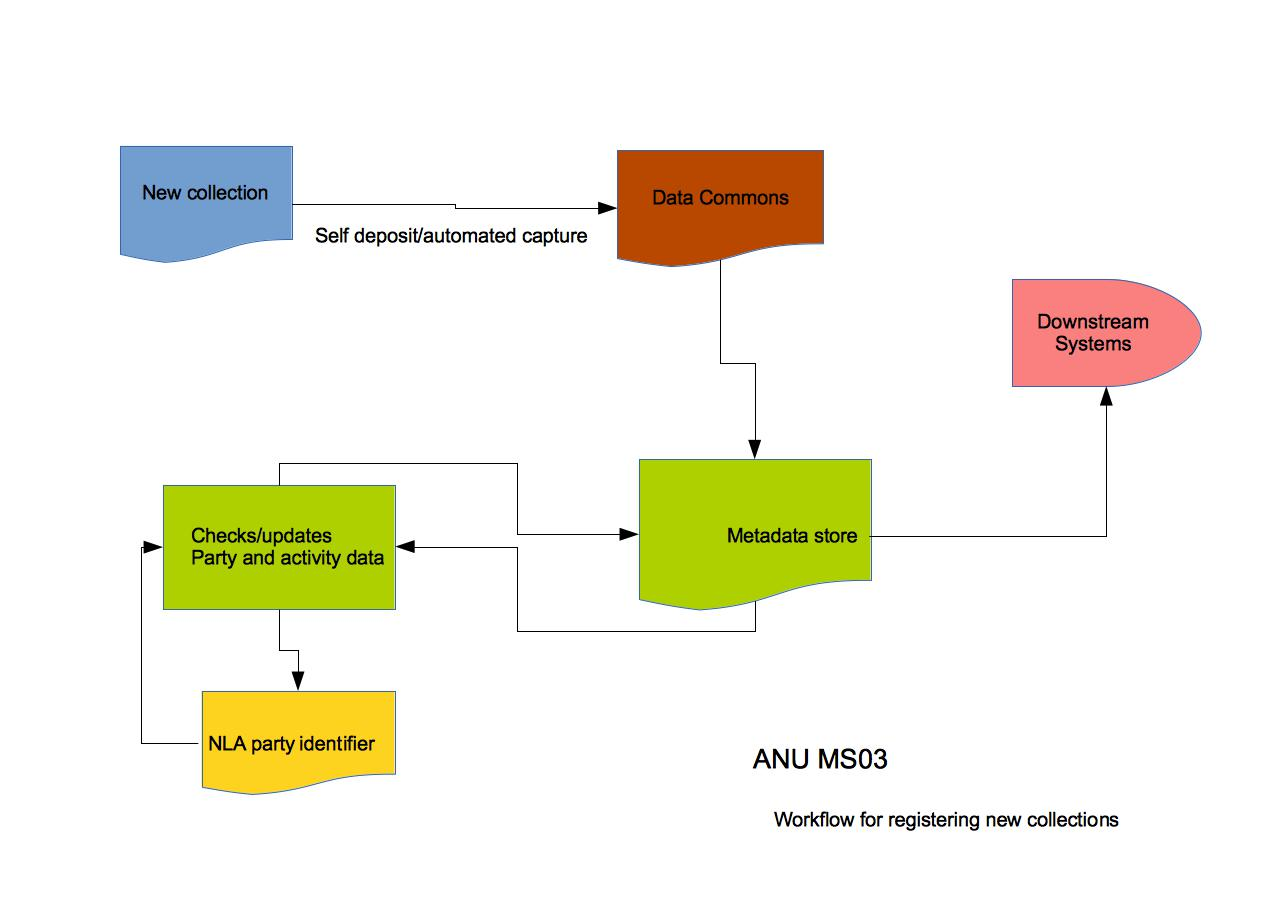 New collection
Data Commons
Self deposit/automated capture
Downstream
Systems
Checks/updates
Party and activity data
Metadata store
NLA party identifier
ANU MS03
Workflow for registering new collections